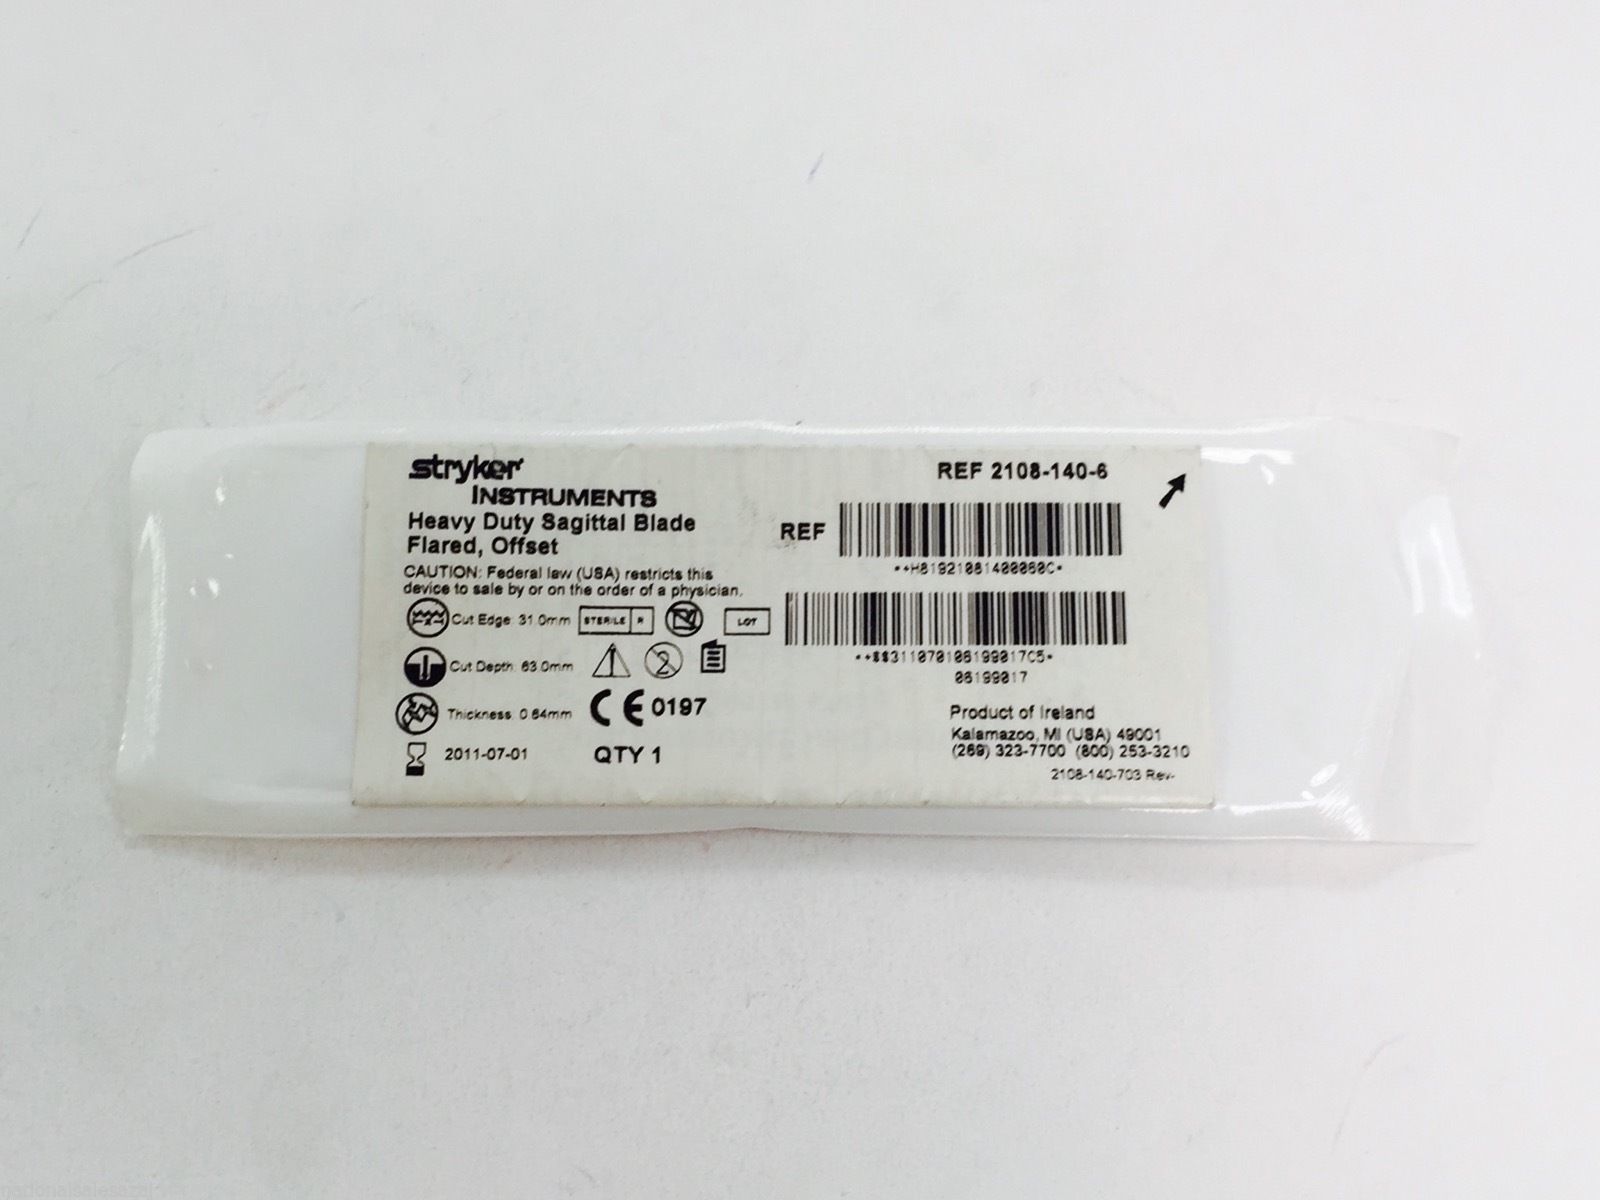 stryker
INSTRUMENTS
Heavy Duty Sagittal Blade
Flared, Offset
CAUTION: Federal law (USA) restricts this
device to sale by or on the order of a physician.
Cut Edge: 31.0mm STERILE R LOT
Cut Depth: 63.0mm 2
Thickness: 0.64mm CE 0197
2011-07-01 QTY 1
REF 2108-140-6
REF
*+H81921081400060C*
*+$$311070106199017C5*
06199017
Product of Ireland
Kalamazoo, MI (USA) 49001
(269) 323-7700 (800) 253-3210
2108-140-703 Rev-